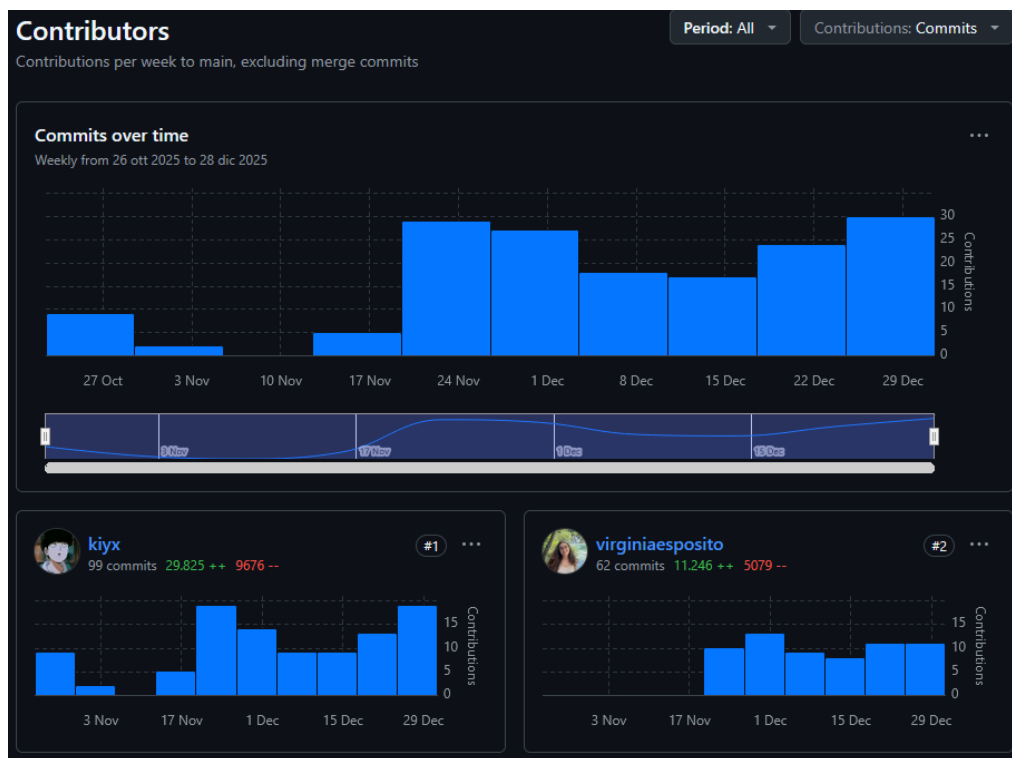 Contributors
Period: All
Contributions: Commits
Contributions per week to main, excluding merge commits
Commits over time
Weekly from 26 ott 2025 to 28 dic 2025
30
25
20
15
10
5
0
Contributions
27 Oct 3 Nov 10 Nov 17 Nov 24 Nov 1 Dec 8 Dec 15 Dec 22 Dec 29 Dec
3 Nov 17 Nov 1 Dec 15 Dec
kiyx #1
99 commits 29.825 ++ 9676 --
15
10
5
0
Contributions
3 Nov 17 Nov 1 Dec 15 Dec 29 Dec
virginiaesposito #2
62 commits 11.246 ++ 5079 --
15
10
5
0
Contributions
3 Nov 17 Nov 1 Dec 15 Dec 29 Dec